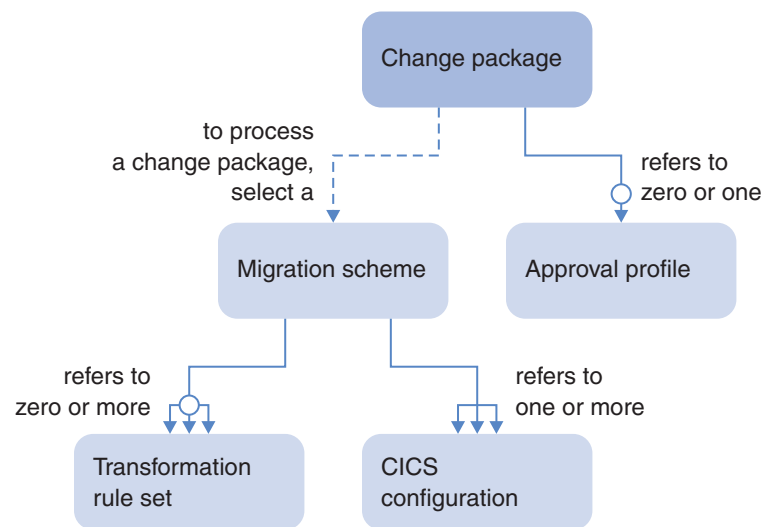 Change package
to process
a change package,
select a
refers to
zero or one
Migration scheme
Approval profile
refers to
zero or more
refers to
one or more
Transformation
rule set
CICS
configuration